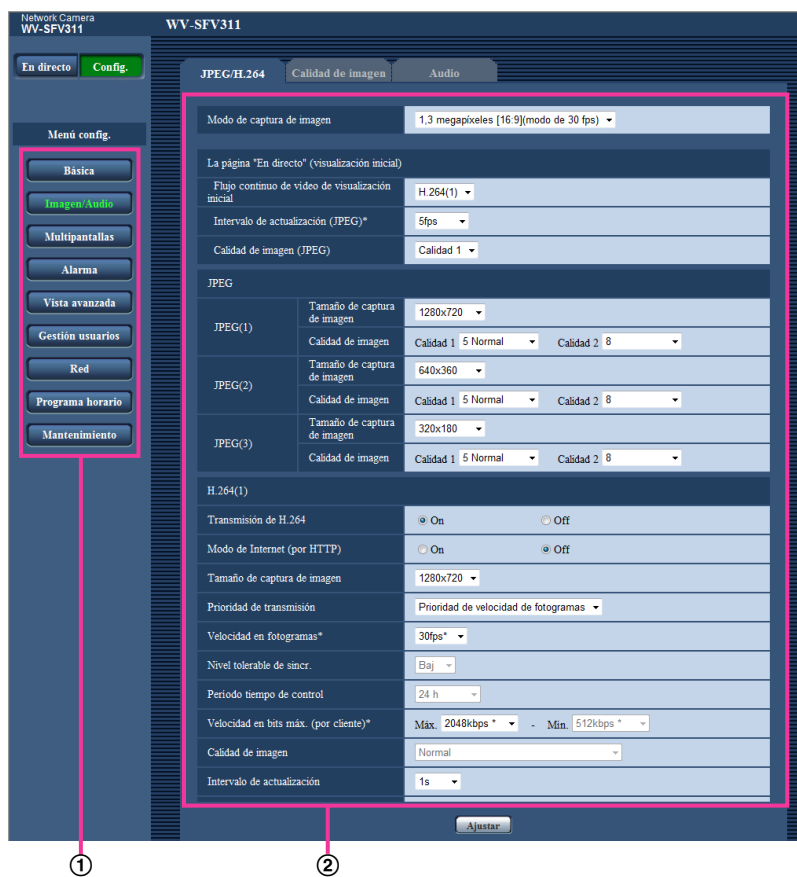 Network Camera
WV-SFV311
WV-SFV311
En directo Config.
JPEG/H.264 Calidad de imagen Audio
Menú config.
Básica
Imagen/Audio
Multipantallas
Alarma
Vista avanzada
Gestión usuarios
Red
Programa horario
Mantenimiento
Modo de captura de imagen 1,3 megapíxeles [16:9](modo de 30 fps)
La página "En directo" (visualización inicial)
Flujo continuo de vídeo de visualización
inicial H.264(1)
Intervalo de actualización (JPEG)* 5fps
Calidad de imagen (JPEG) Calidad 1
JPEG
JPEG(1)
Tamaño de captura
de imagen 1280x720
Calidad de imagen Calidad 1 5 Normal Calidad 2 8
JPEG(2)
Tamaño de captura
de imagen 640x360
Calidad de imagen Calidad 1 5 Normal Calidad 2 8
JPEG(3)
Tamaño de captura
de imagen 320x180
Calidad de imagen Calidad 1 5 Normal Calidad 2 8
H.264(1)
Transmisión de H.264 On Off
Modo de Internet (por HTTP) On Off
Tamaño de captura de imagen 1280x720
Prioridad de transmisión Prioridad de velocidad de fotogramas
Velocidad en fotogramas* 30fps*
Nivel tolerable de sincr. Baj
Periodo tiempo de control 24 h
Velocidad en bits máx. (por cliente)* Máx. 2048kbps * - Mín. 512kbps *
Calidad de imagen Normal
Intervalo de actualización 1s
Ajustar
① ②